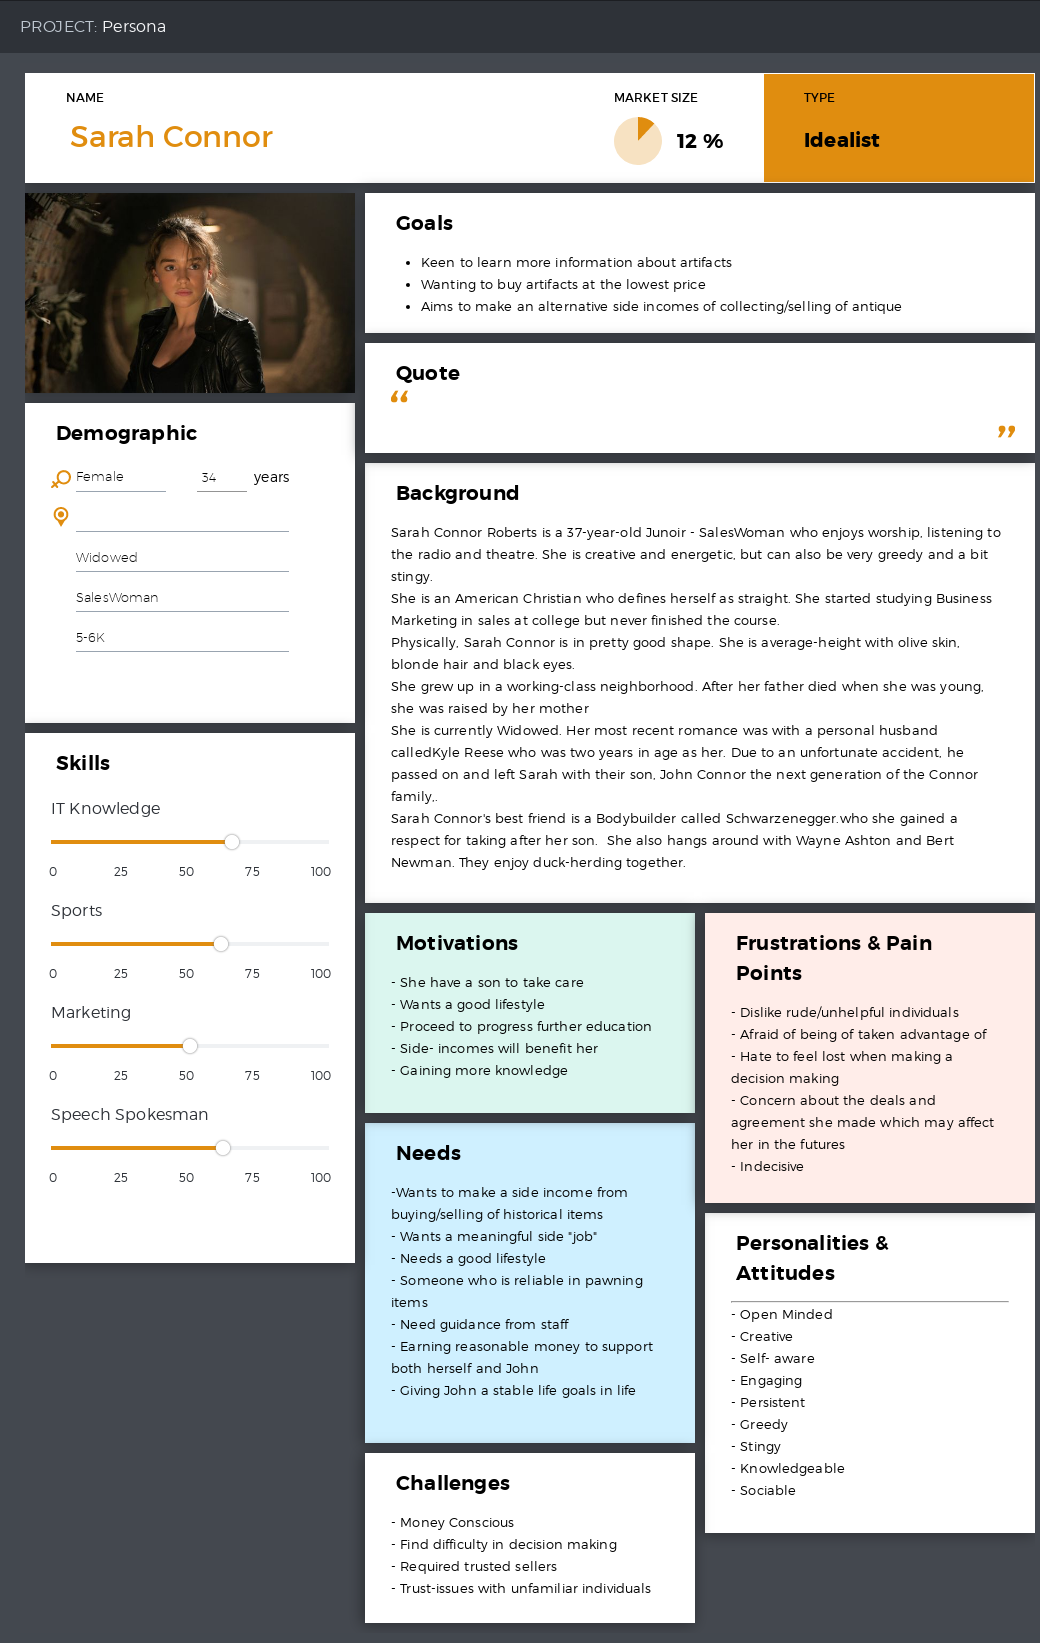 PROJECT: Persona
NAME
Sarah Connor
MARKET SIZE
12 %
TYPE
Idealist
Goals
• Keen to learn more information about artifacts
• Wanting to buy artifacts at the lowest price
• Aims to make an alternative side incomes of collecting/selling of antique
Quote
“
”
Demographic
Female 34 years
Widowed
SalesWoman
5-6K
Background
Sarah Connor Roberts is a 37-year-old Junoir - SalesWoman who enjoys worship, listening to
the radio and theatre. She is creative and energetic, but can also be very greedy and a bit
stingy.
She is an American Christian who defines herself as straight. She started studying Business
Marketing in sales at college but never finished the course.
Physically, Sarah Connor is in pretty good shape. She is average-height with olive skin,
blonde hair and black eyes.
She grew up in a working-class neighborhood. After her father died when she was young,
she was raised by her mother
She is currently Widowed. Her most recent romance was with a personal husband
calledKyle Reese who was two years in age as her. Due to an unfortunate accident, he
passed on and left Sarah with their son, John Connor the next generation of the Connor
family,.
Sarah Connor's best friend is a Bodybuilder called Schwarzenegger.who she gained a
respect for taking after her son.  She also hangs around with Wayne Ashton and Bert
Newman. They enjoy duck-herding together.
Skills
IT Knowledge
0 25 50 75 100
Sports
0 25 50 75 100
Marketing
0 25 50 75 100
Speech Spokesman
0 25 50 75 100
Motivations
- She have a son to take care
- Wants a good lifestyle
- Proceed to progress further education
- Side- incomes will benefit her
- Gaining more knowledge
Frustrations & Pain
Points
- Dislike rude/unhelpful individuals
- Afraid of being of taken advantage of
- Hate to feel lost when making a
decision making
- Concern about the deals and
agreement she made which may affect
her in the futures
- Indecisive
Needs
-Wants to make a side income from
buying/selling of historical items
- Wants a meaningful side "job"
- Needs a good lifestyle
- Someone who is reliable in pawning
items
- Need guidance from staff
- Earning reasonable money to support
both herself and John
- Giving John a stable life goals in life
Personalities &
Attitudes
- Open Minded
- Creative
- Self- aware
- Engaging
- Persistent
- Greedy
- Stingy
- Knowledgeable
- Sociable
Challenges
- Money Conscious
- Find difficulty in decision making
- Required trusted sellers
- Trust-issues with unfamiliar individuals